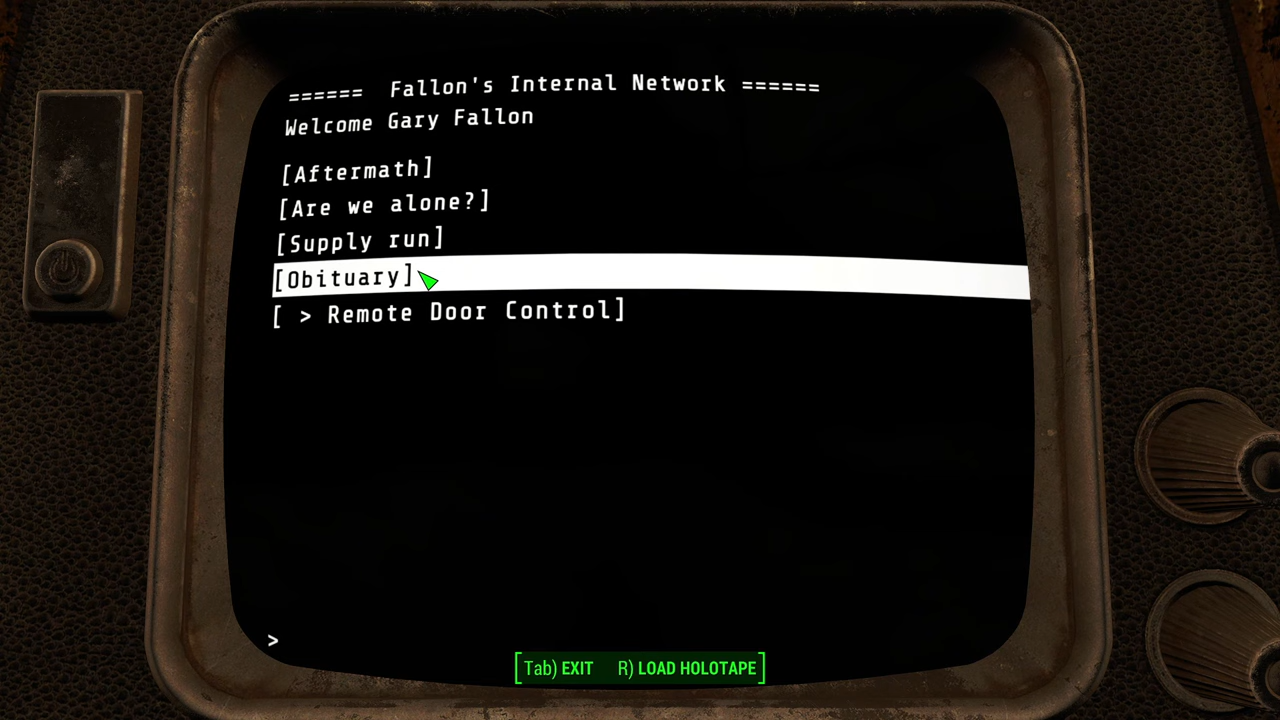 ====== Fallon's Internal Network ======
Welcome Gary Fallon
[Aftermath]
[Are we alone?]
[Supply run]
[Obituary]
[ > Remote Door Control]
>
[Tab) EXIT R) LOAD HOLOTAPE]